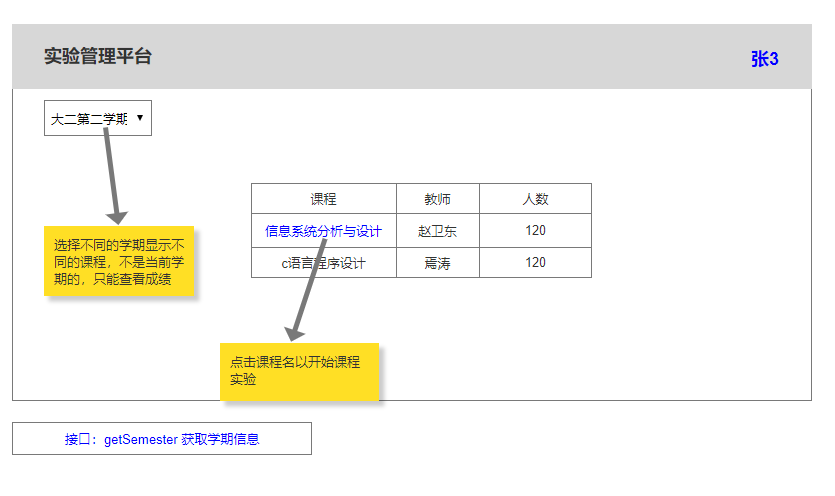 实验管理平台
张3
大二第二学期
选择不同的学期显示不
同的课程，不是当前学
期的，只能查看成绩
课程 教师 人数
信息系统分析与设计 赵卫东 120
c语言程序设计 焉涛 120
点击课程名以开始课程
实验
接口：getSemester 获取学期信息